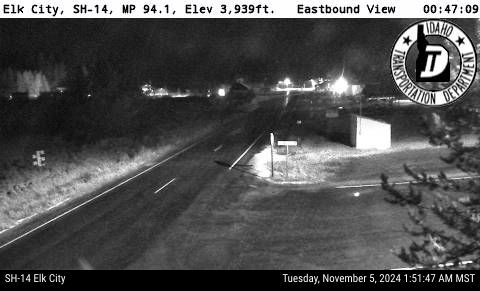 Elk City, SH-14, MP 94.1, Elev 3,939ft. Eastbound View 00:47:09
IDAHO
TRANSPORTATION DEPARTMENT
SH-14 Elk City Tuesday, November 5, 2024 1:51:47 AM MST